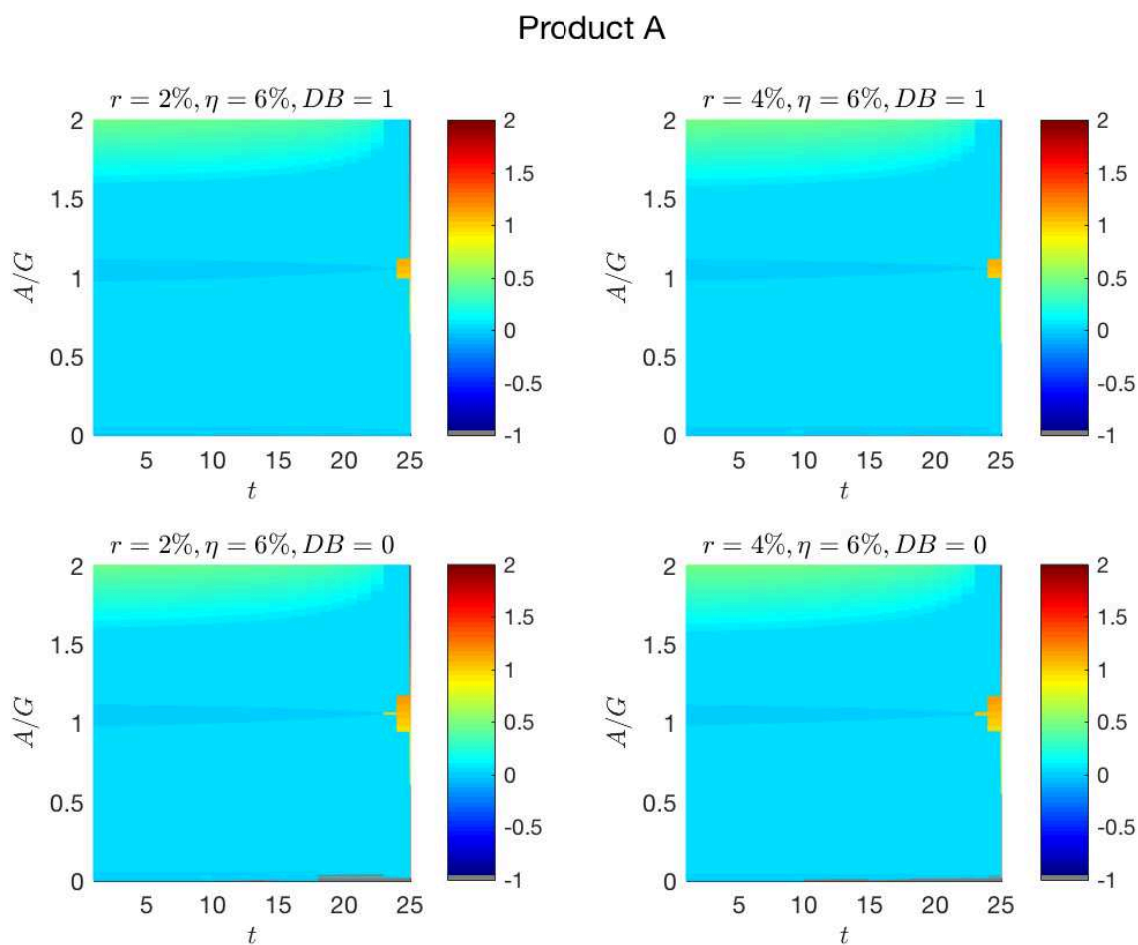 Product A
r = 2%, η = 6%, DB = 1
2
1.5
1
0.5
0
A/G
5 10 15 20 25
t
2
1.5
1
0.5
0
-0.5
-1
r = 4%, η = 6%, DB = 1
2
1.5
1
0.5
0
A/G
5 10 15 20 25
t
2
1.5
1
0.5
0
-0.5
-1
r = 2%, η = 6%, DB = 0
2
1.5
1
0.5
0
A/G
5 10 15 20 25
t
2
1.5
1
0.5
0
-0.5
-1
r = 4%, η = 6%, DB = 0
2
1.5
1
0.5
0
A/G
5 10 15 20 25
t
2
1.5
1
0.5
0
-0.5
-1